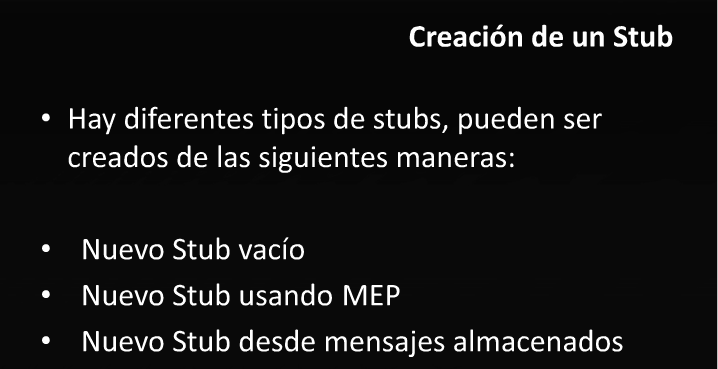 Creación de un Stub
• Hay diferentes tipos de stubs, pueden ser
creados de las siguientes maneras:
• Nuevo Stub vacío
• Nuevo Stub usando MEP
• Nuevo Stub desde mensajes almacenados